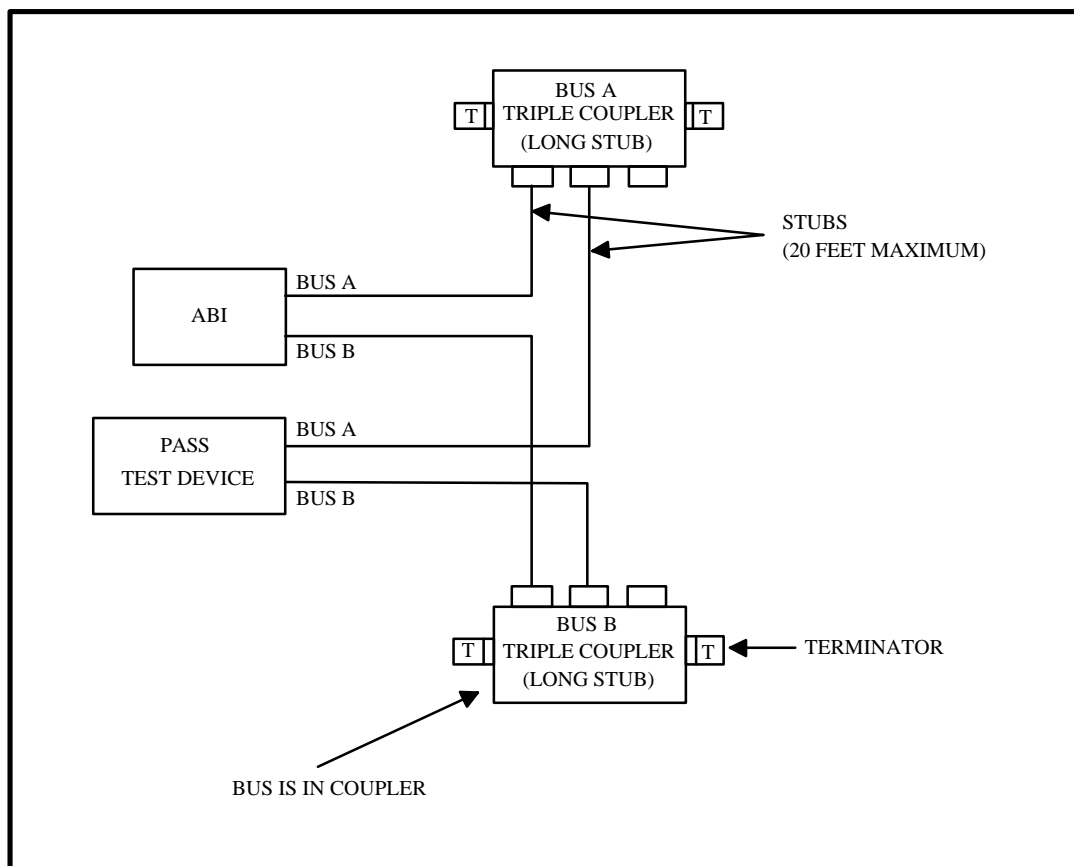 BUS A
TRIPLE COUPLER
(LONG STUB)
T
T
STUBS
(20 FEET MAXIMUM)
BUS A
ABI
BUS B
BUS A
PASS
TEST DEVICE
BUS B
BUS B
TRIPLE COUPLER
(LONG STUB)
T
T
TERMINATOR
BUS IS IN COUPLER